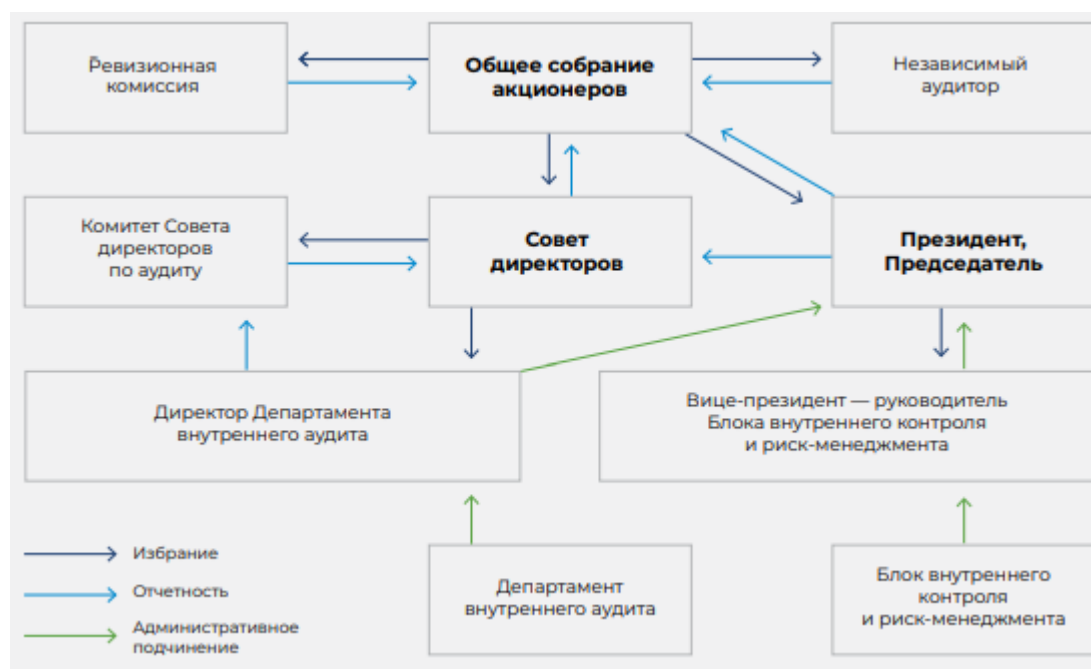 Ревизионная
комиссия
Общее собрание
акционеров
Независимый
аудитор
Комитет Совета
директоров
по аудиту
Совет
директоров
Президент,
Председатель
Директор Департамента
внутреннего аудита
Вице-президент — руководитель
Блока внутреннего контроля
и риск-менеджмента
Избрание
Отчетность
Административное
подчинение
Департамент
внутреннего аудита
Блок внутреннего
контроля
и риск-менеджмента